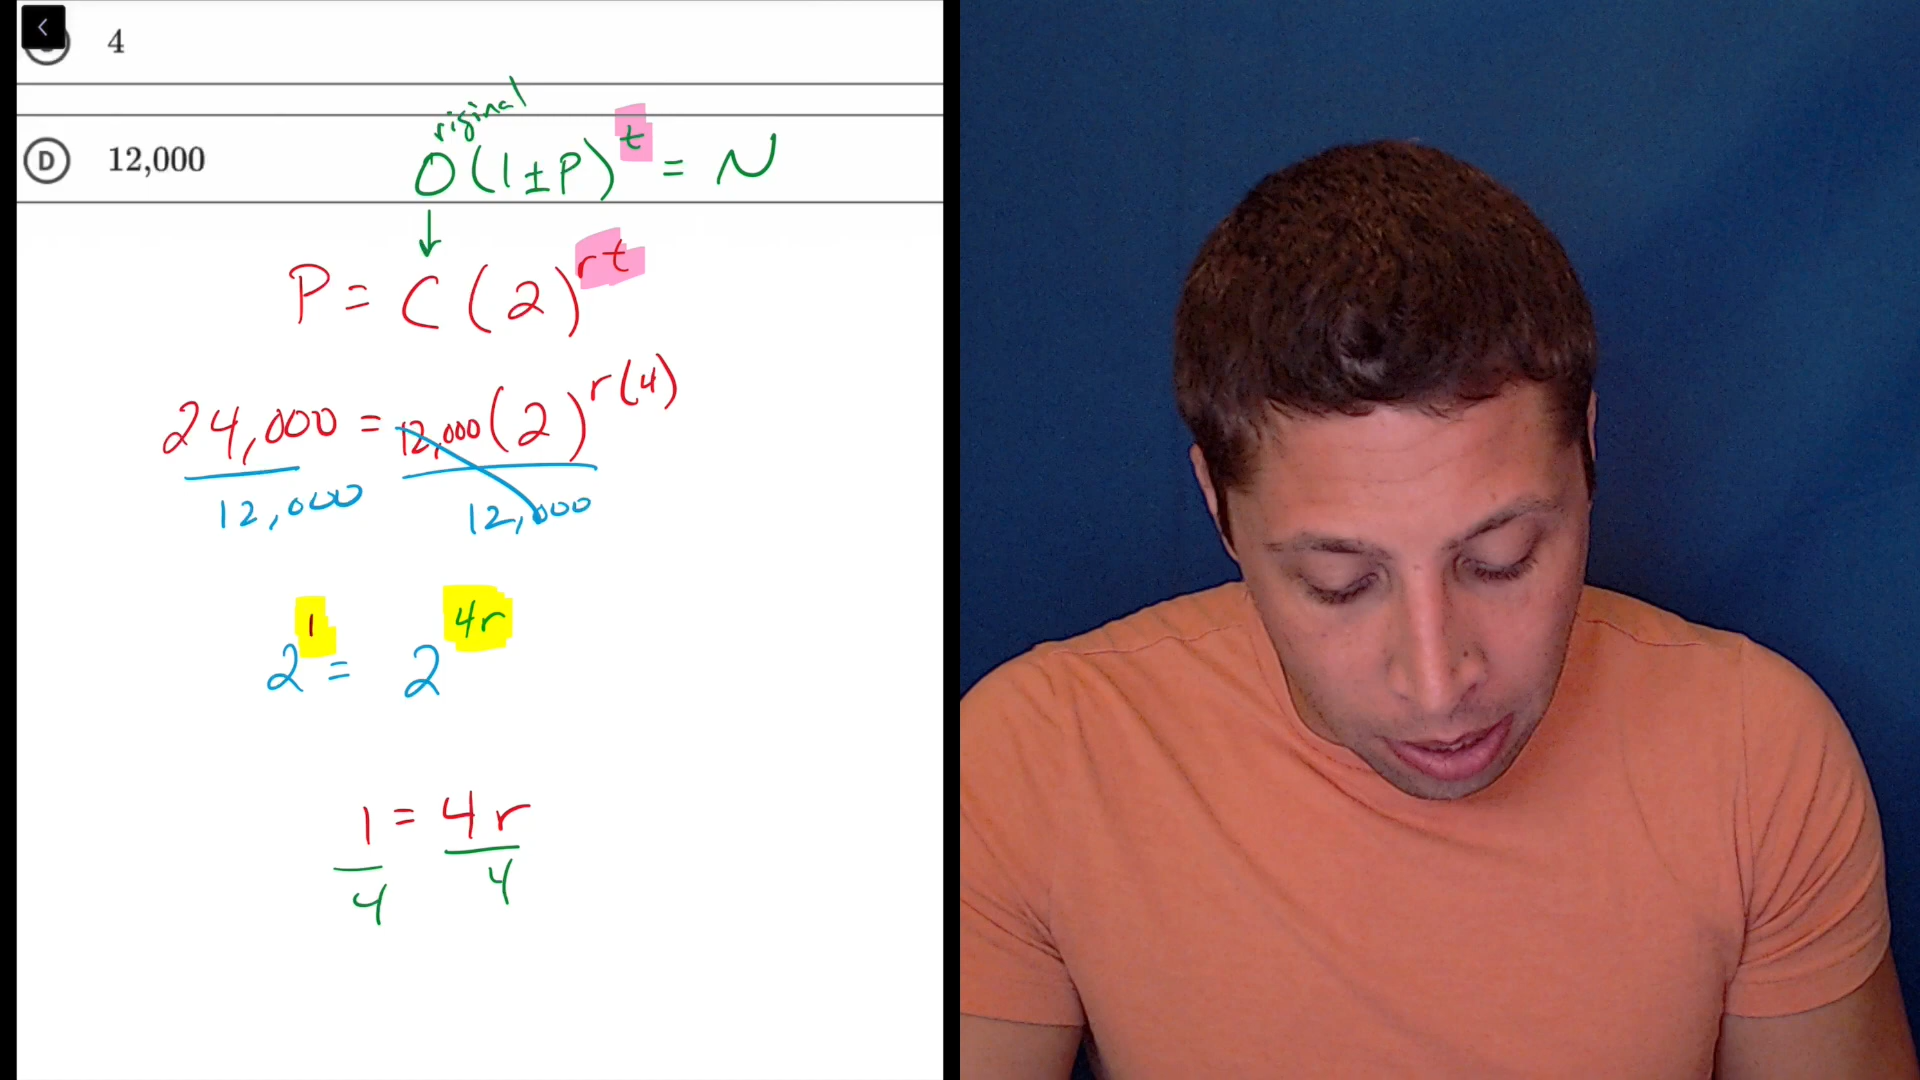 4
riginal
D 12,000
O(1±P)^t = N
P = C(2)^rt
24,000 = 12,000(2)^r(4)
12,000 12,000
2^1 = 2^4r
1 = 4r
4 4